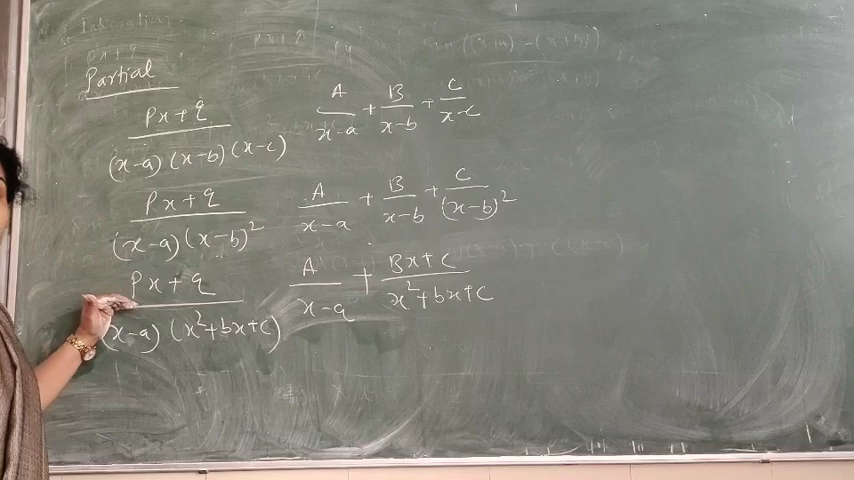 Partial
px+q / (x-a)(x-b)(x-c)    A/(x-a) + B/(x-b) + C/(x-c)
px+q / (x-a)(x-b)²    A/(x-a) + B/(x-b) + C/(x-b)²
px+q / (x-a)(x²+bx+c)    A/(x-a) + Bx+C/(x²+bx+c)